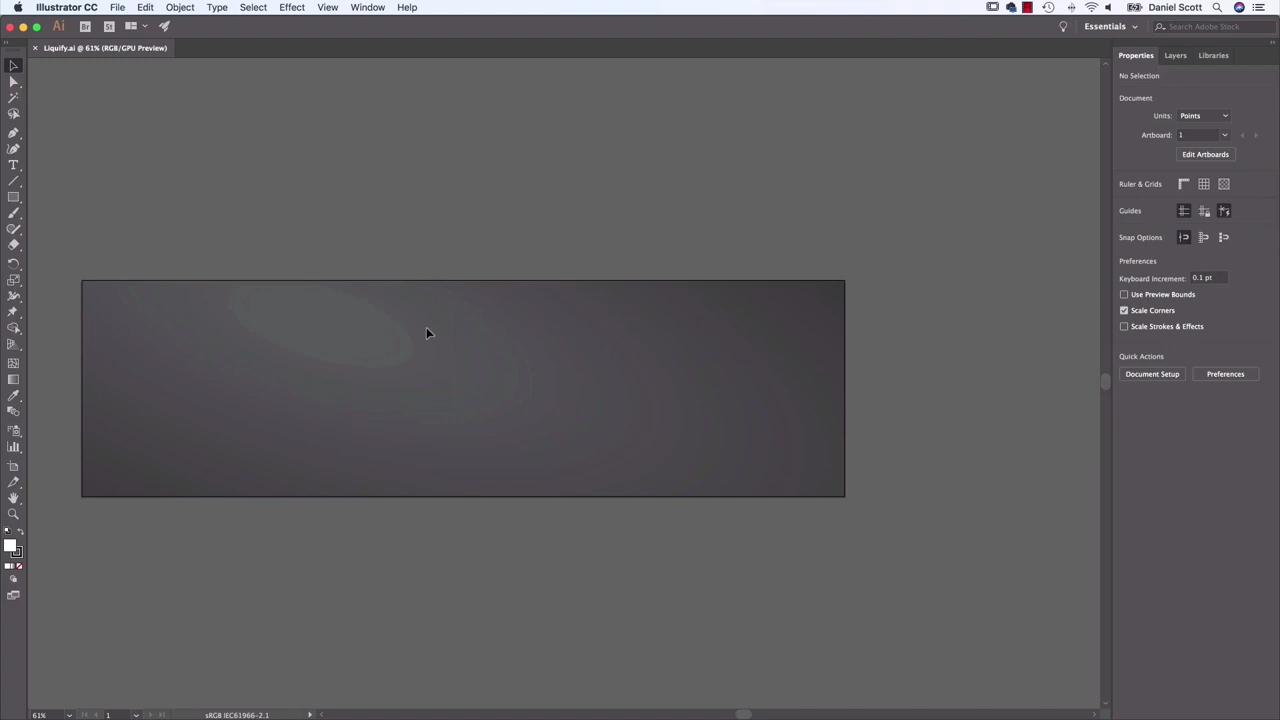 Illustrator CC File Edit Object Type Select Effect View Window Help Daniel Scott
Ai Br St Essentials Search Adobe Stock
× Liquify.ai @ 61% (RGB/GPU Preview)
Properties Layers Libraries
No Selection
Document
Units: Points
Artboard: 1
Edit Artboards
Ruler & Grids
Guides
Snap Options
Preferences
Keyboard Increment: 0.1 pt
Use Preview Bounds
Scale Corners
Scale Strokes & Effects
Quick Actions
Document Setup Preferences
T
61% 1 sRGB IEC61966-2.1